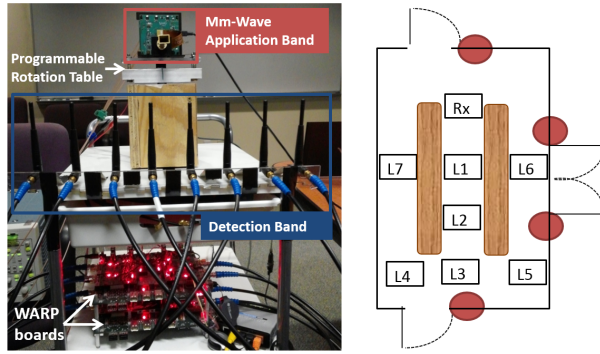 Mm-Wave
Application Band
Programmable
Rotation Table
Detection Band
WARP
boards
Rx
L7
L1
L6
L2
L4
L3
L5